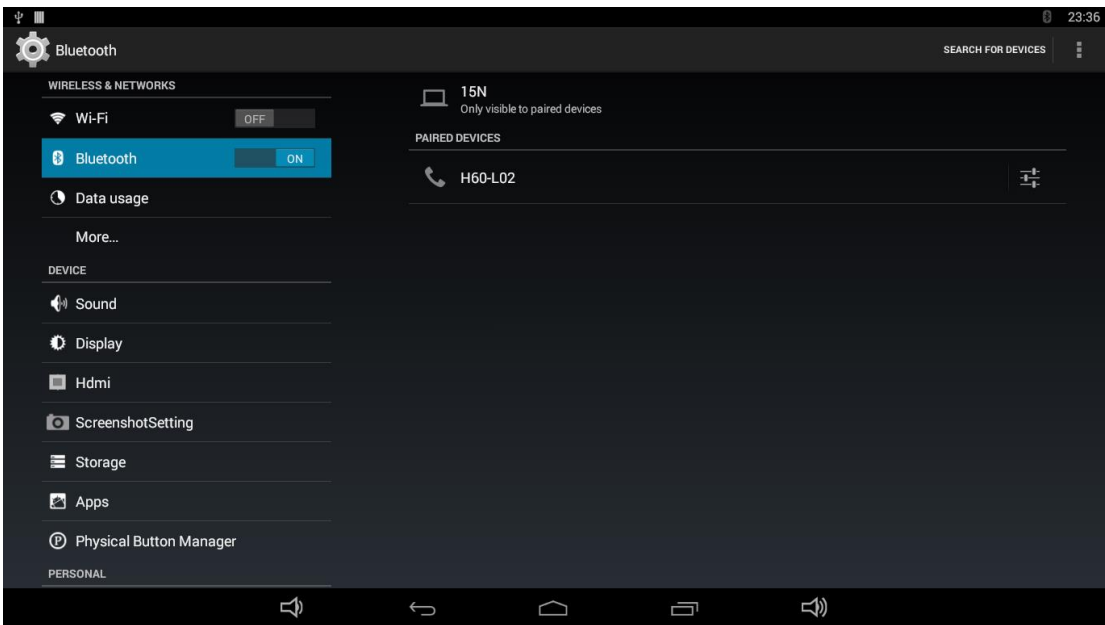 23:36
Bluetooth
SEARCH FOR DEVICES
WIRELESS & NETWORKS
Wi-Fi
OFF
Bluetooth
ON
Data usage
More...
DEVICE
Sound
Display
Hdmi
ScreenshotSetting
Storage
Apps
Physical Button Manager
PERSONAL
15N
Only visible to paired devices
PAIRED DEVICES
H60-L02